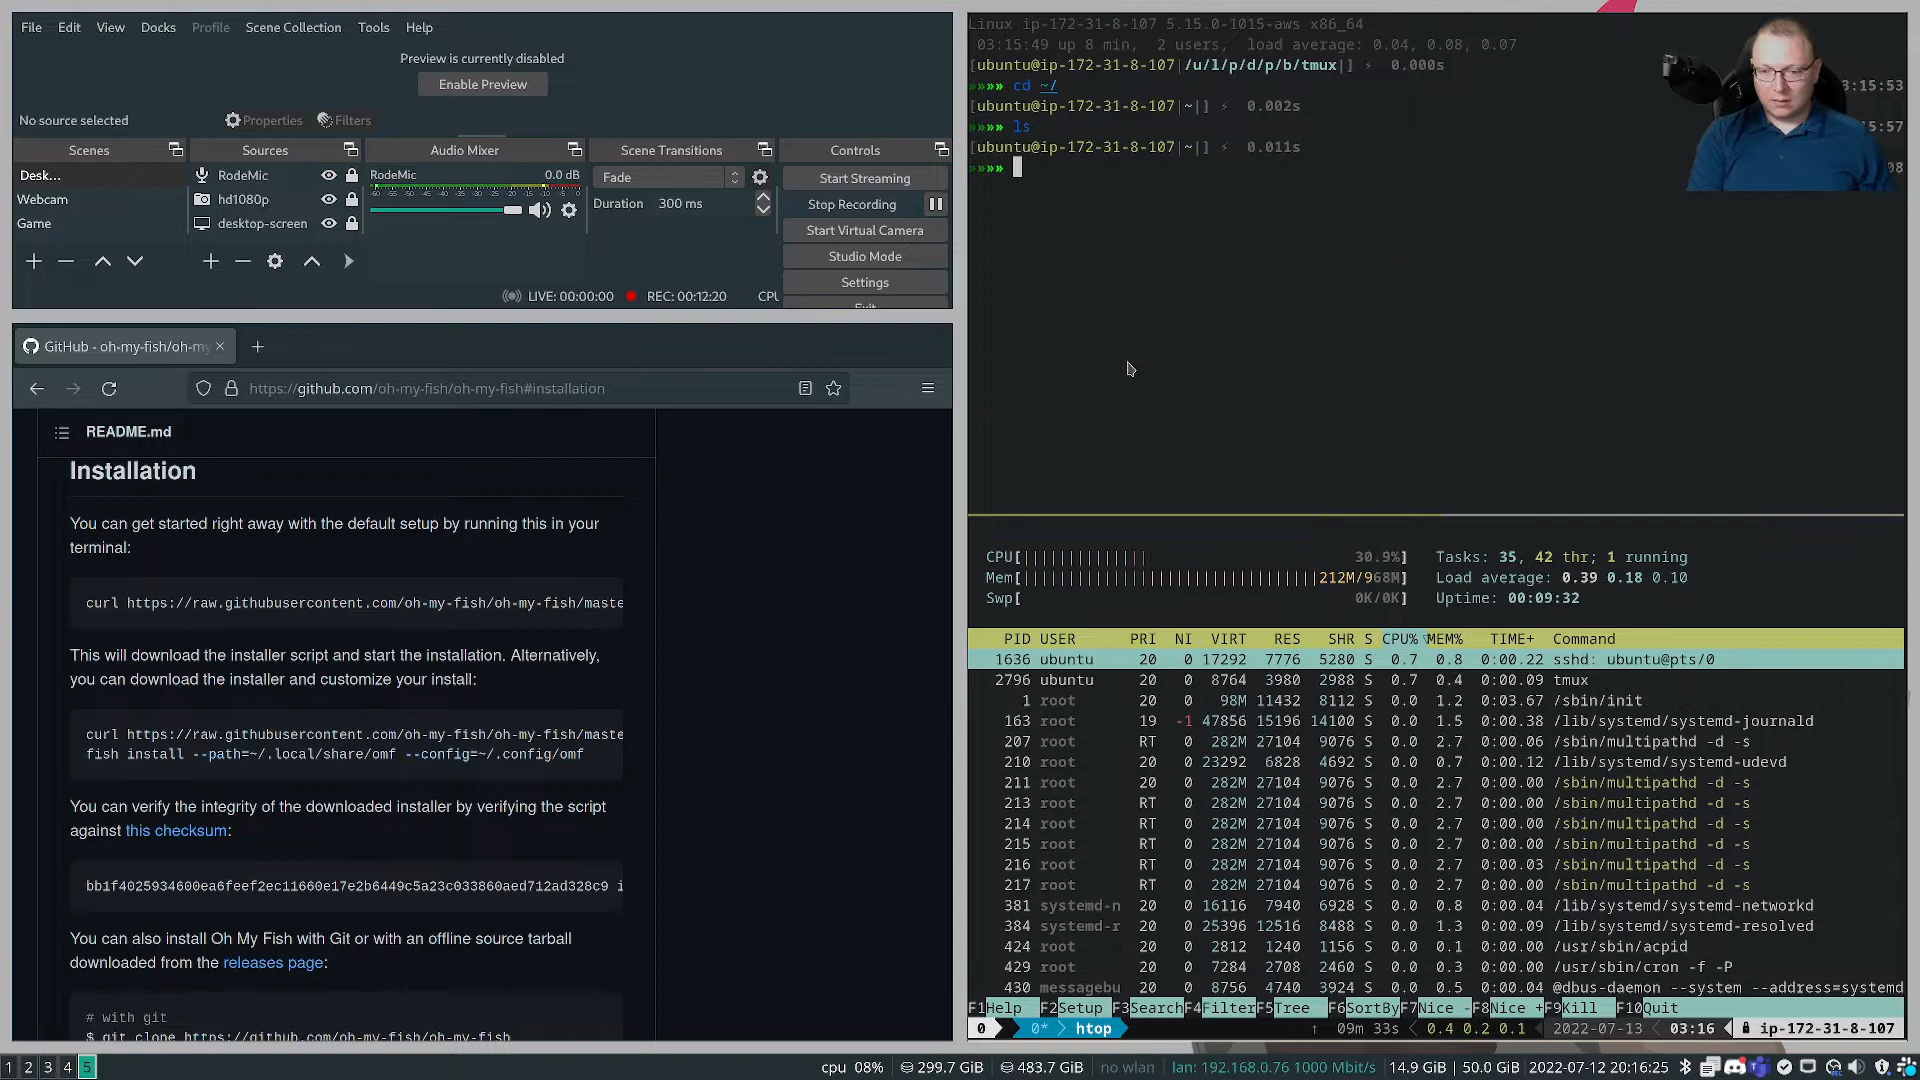 File Edit View Docks Profile Scene Collection Tools Help
Preview is currently disabled
Enable Preview
No source selected
Properties Filters
Scenes Sources Audio Mixer Scene Transitions Controls
Desk... RodeMic RodeMic 0.0 dB Fade Start Streaming
Webcam hd1080p Duration 300 ms Stop Recording
Game desktop-screen Start Virtual Camera
Studio Mode
Settings
LIVE: 00:00:00 REC: 00:12:20 CPU
Exit
GitHub - oh-my-fish/oh-my
https://github.com/oh-my-fish/oh-my-fish#installation
README.md
Installation
You can get started right away with the default setup by running this in your
terminal:
curl https://raw.githubusercontent.com/oh-my-fish/oh-my-fish/maste
This will download the installer script and start the installation. Alternatively,
you can download the installer and customize your install:
curl https://raw.githubusercontent.com/oh-my-fish/oh-my-fish/maste
fish install --path=~/.local/share/omf --config=~/.config/omf
You can verify the integrity of the downloaded installer by verifying the script
against this checksum:
bb1f4025934600ea6feef2ec11660e17e2b6449c5a23c033860aed712ad328c9 i
You can also install Oh My Fish with Git or with an offline source tarball
downloaded from the releases page:
# with git
$ git clone https://github.com/oh-my-fish/oh-my-fish
Linux ip-172-31-8-107 5.15.0-1015-aws x86_64
03:15:49 up 8 min, 2 users, load average: 0.04, 0.08, 0.07
[ubuntu@ip-172-31-8-107|/u/l/p/d/p/b/tmux|] ⚡ 0.000s
»»»» cd ~/ 3:15:53
[ubuntu@ip-172-31-8-107|~|] ⚡ 0.002s
»»»» ls 5:57
[ubuntu@ip-172-31-8-107|~|] ⚡ 0.011s
»»»» 08
CPU[ 30.9%] Tasks: 35, 42 thr; 1 running
Mem[ 212M/968M] Load average: 0.39 0.18 0.10
Swp[ 0K/0K] Uptime: 00:09:32
PID USER PRI NI VIRT RES SHR S CPU%▽MEM% TIME+ Command
1636 ubuntu 20 0 17292 7776 5280 S 0.7 0.8 0:00.22 sshd: ubuntu@pts/0
2796 ubuntu 20 0 8764 3980 2988 S 0.7 0.4 0:00.09 tmux
1 root 20 0 98M 11432 8112 S 0.0 1.2 0:03.67 /sbin/init
163 root 19 -1 47856 15196 14100 S 0.0 1.5 0:00.38 /lib/systemd/systemd-journald
207 root RT 0 282M 27104 9076 S 0.0 2.7 0:00.06 /sbin/multipathd -d -s
210 root 20 0 23292 6828 4692 S 0.0 0.7 0:00.12 /lib/systemd/systemd-udevd
211 root 20 0 282M 27104 9076 S 0.0 2.7 0:00.00 /sbin/multipathd -d -s
213 root RT 0 282M 27104 9076 S 0.0 2.7 0:00.00 /sbin/multipathd -d -s
214 root RT 0 282M 27104 9076 S 0.0 2.7 0:00.00 /sbin/multipathd -d -s
215 root RT 0 282M 27104 9076 S 0.0 2.7 0:00.00 /sbin/multipathd -d -s
216 root RT 0 282M 27104 9076 S 0.0 2.7 0:00.03 /sbin/multipathd -d -s
217 root RT 0 282M 27104 9076 S 0.0 2.7 0:00.00 /sbin/multipathd -d -s
381 systemd-n 20 0 16116 7940 6928 S 0.0 0.8 0:00.04 /lib/systemd/systemd-networkd
384 systemd-r 20 0 25396 12516 8488 S 0.0 1.3 0:00.09 /lib/systemd/systemd-resolved
424 root 20 0 2812 1240 1156 S 0.0 0.1 0:00.00 /usr/sbin/acpid
429 root 20 0 7284 2708 2460 S 0.0 0.3 0:00.00 /usr/sbin/cron -f -P
430 messagebu 20 0 8756 4740 3924 S 0.0 0.5 0:00.04 @dbus-daemon --system --address=systemd
F1Help F2Setup F3SearchF4FilterF5Tree F6SortByF7Nice -F8Nice +F9Kill F10Quit
0 0* htop ↑ 09m 33s 0.4 0.2 0.1 2022-07-13 03:16 ip-172-31-8-107
1 2 3 4 5 cpu 08% 299.7 GiB 483.7 GiB no wlan lan: 192.168.0.76 1000 Mbit/s 14.9 GiB 50.0 GiB 2022-07-12 20:16:25